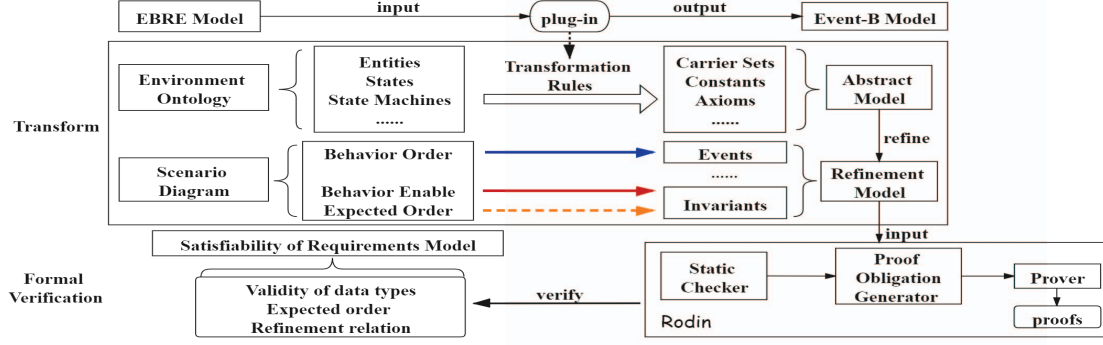 EBRE Model
input
plug-in
output
Event-B Model
Transform
Environment
Ontology
Entities
States
State Machines
......
Transformation
Rules
Carrier Sets
Constants
Axioms
......
Abstract
Model
refine
Scenario
Diagram
Behavior Order
Behavior Enable
Expected Order
Events
......
Invariants
Refinement
Model
input
Formal
Verification
Satisfiability of Requirements Model
Validity of data types
Expected order
Refinement relation
verify
Static
Checker
Proof
Obligation
Generator
Prover
proofs
Rodin